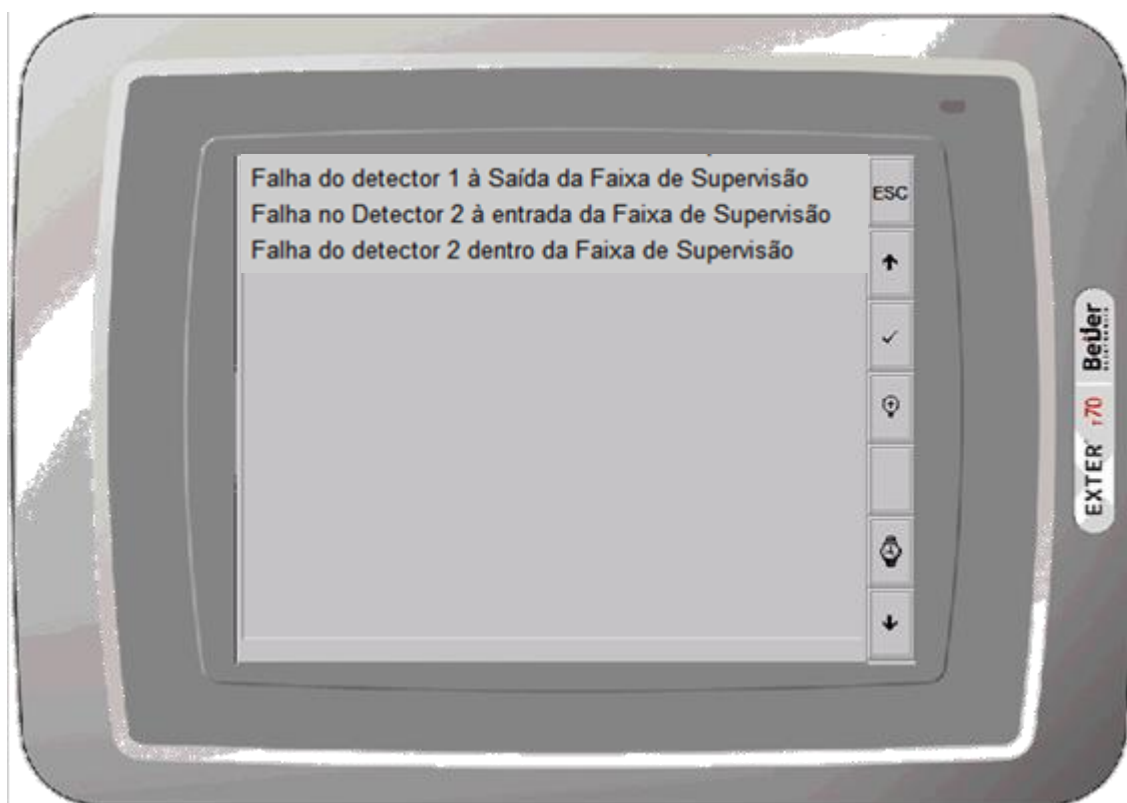 Falha do detector 1 à Saída da Faixa de Supervisão
Falha no Detector 2 à entrada da Faixa de Supervisão
Falha do detector 2 dentro da Faixa de Supervisão
ESC
EXTER T70
Beijer
ELECTRONICS